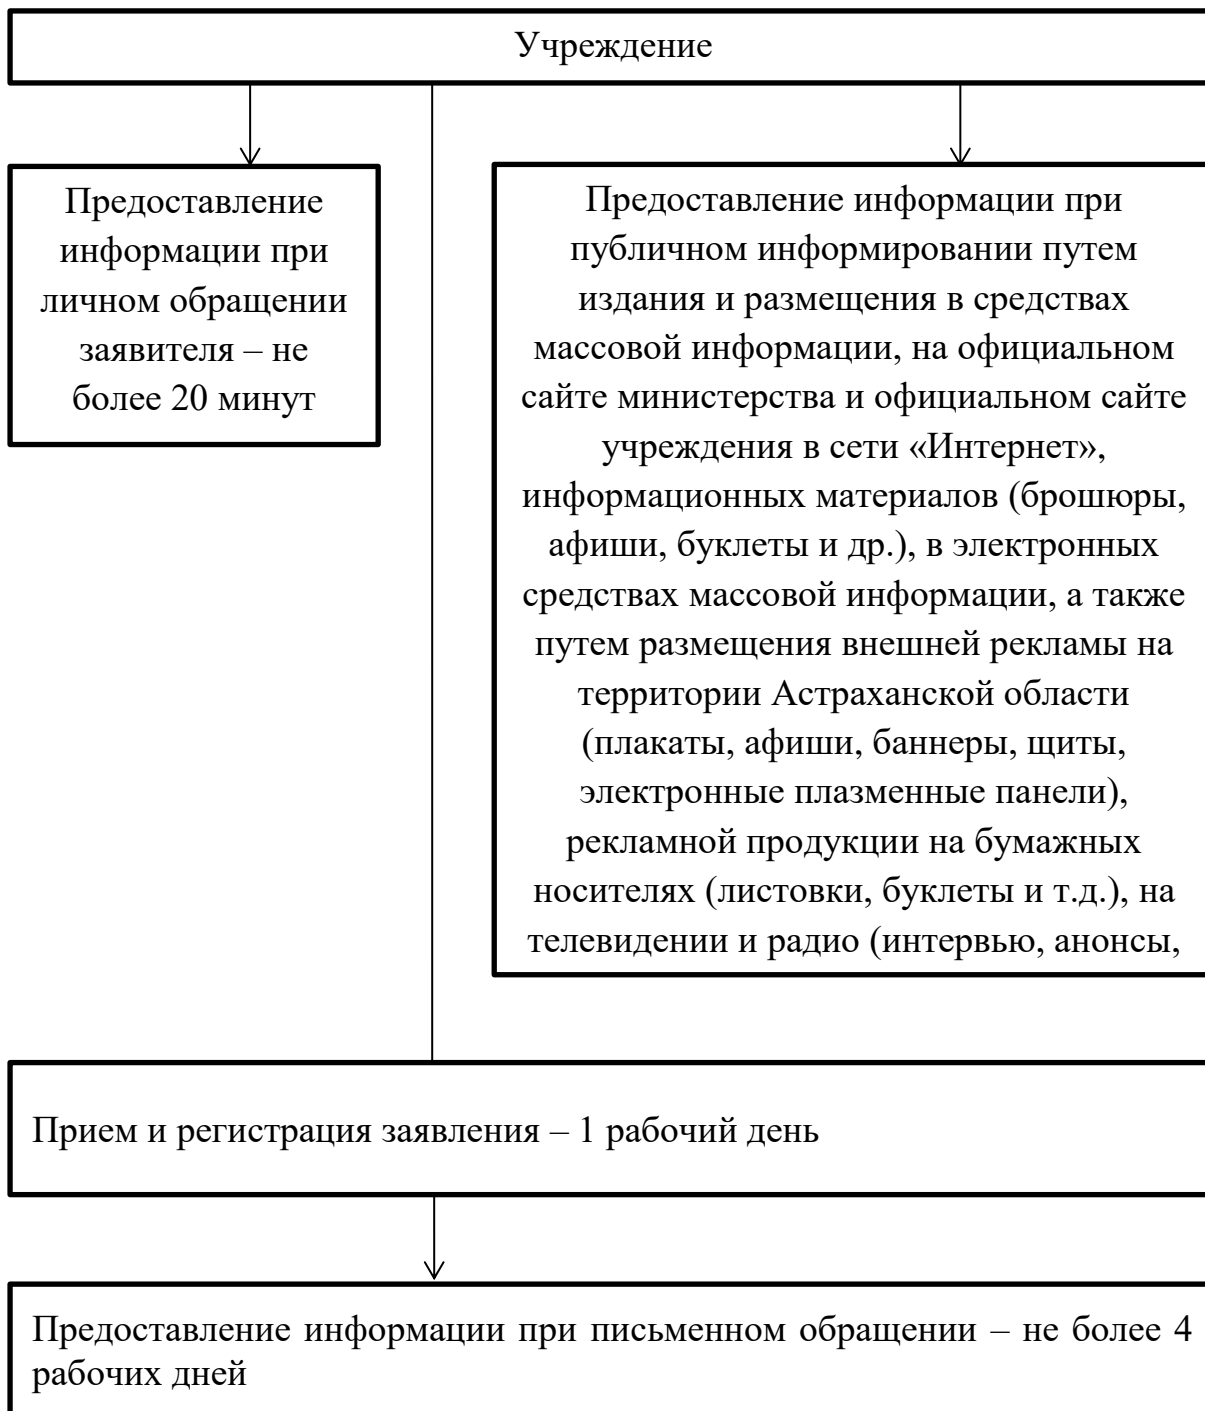 Учреждение
Предоставление
информации при
личном обращении
заявителя – не
более 20 минут
Предоставление информации при
публичном информировании путем
издания и размещения в средствах
массовой информации, на официальном
сайте министерства и официальном сайте
учреждения в сети «Интернет»,
информационных материалов (брошюры,
афиши, буклеты и др.), в электронных
средствах массовой информации, а также
путем размещения внешней рекламы на
территории Астраханской области
(плакаты, афиши, баннеры, щиты,
электронные плазменные панели),
рекламной продукции на бумажных
носителях (листовки, буклеты и т.д.), на
телевидении и радио (интервью, анонсы,
Прием и регистрация заявления – 1 рабочий день
Предоставление информации при письменном обращении – не более 4
рабочих дней